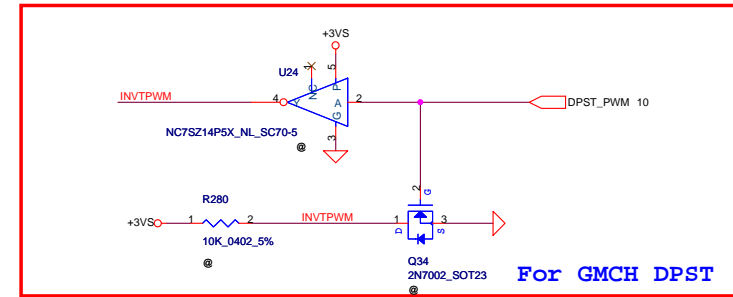 +3VS
U24
1
NC
5
P
INVTPWM
4
Y
A
2
DPST_PWM 10
G
3
NC7SZ14P5X_NL_SC70-5
@
2
G
R280
+3VS
1
2
INVTPWM
1
3
D
S
10K_0402_5%
@
Q34
2N7002_SOT23
@
For GMCH DPST